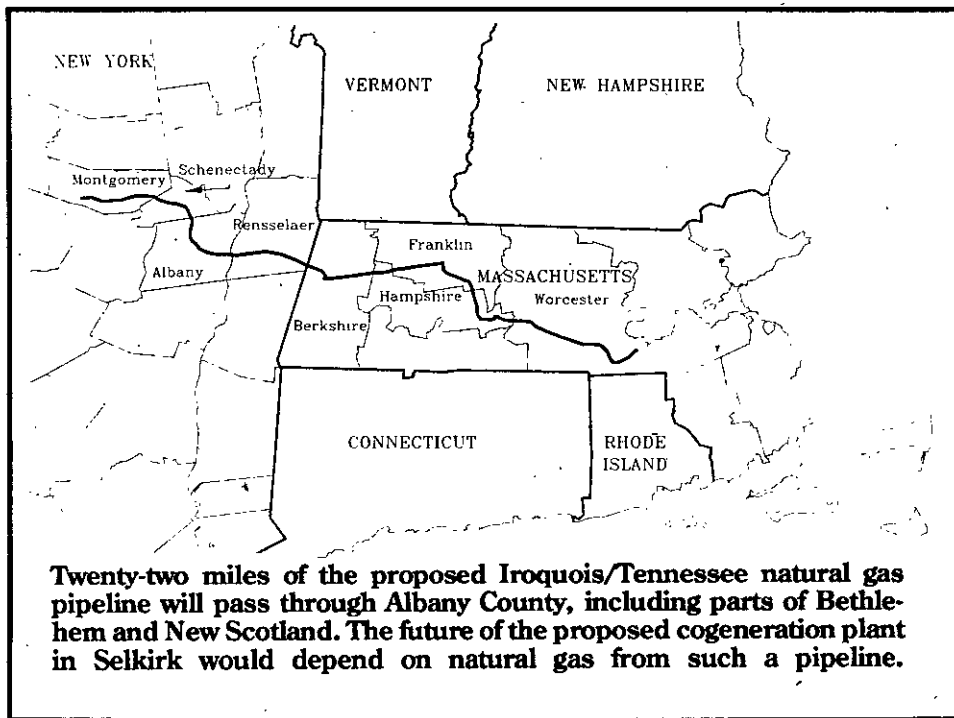 NEW YORK
VERMONT
NEW HAMPSHIRE
Schenectady
Montgomery
Rensselaer
Franklin
Albany
MASSACHUSETTS
Hampshire
Worcester
Berkshire
CONNECTICUT
RHODE
ISLAND
Twenty-two miles of the proposed Iroquois/Tennessee natural gas
pipeline will pass through Albany County, including parts of Bethle-
hem and New Scotland. The future of the proposed cogeneration plant
in Selkirk would depend on natural gas from such a pipeline.